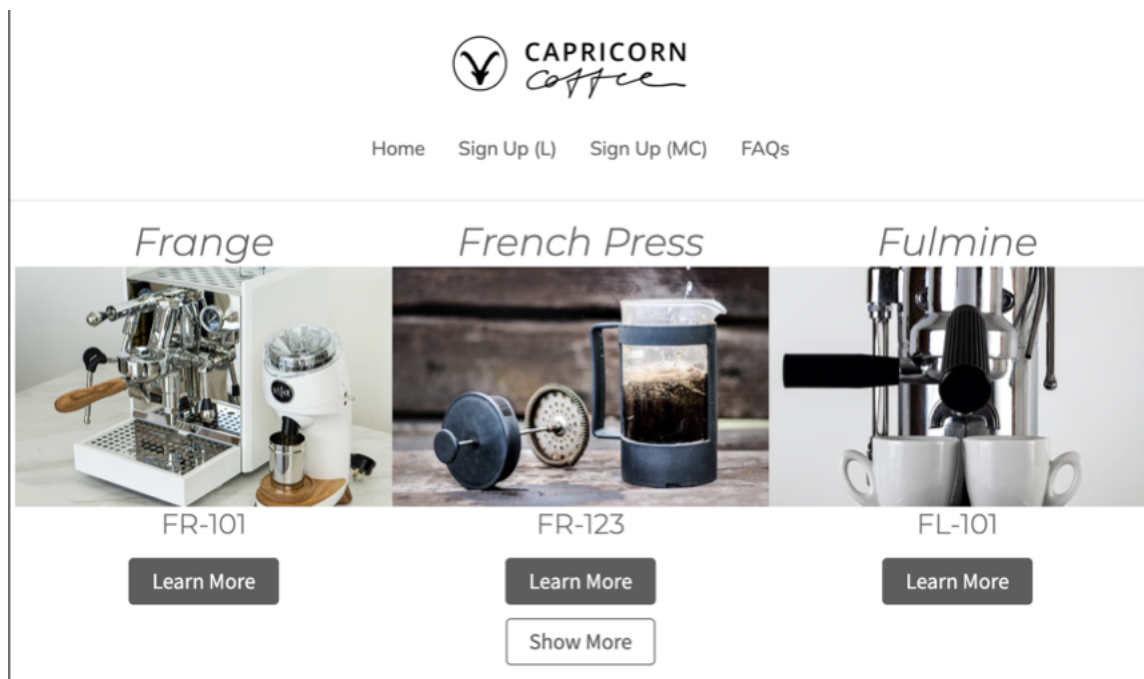 CAPRICORN
coffee
Home Sign Up (L) Sign Up (MC) FAQs
Frange French Press Fulmine
FR-101 FR-123 FL-101
Learn More Learn More Learn More
Show More